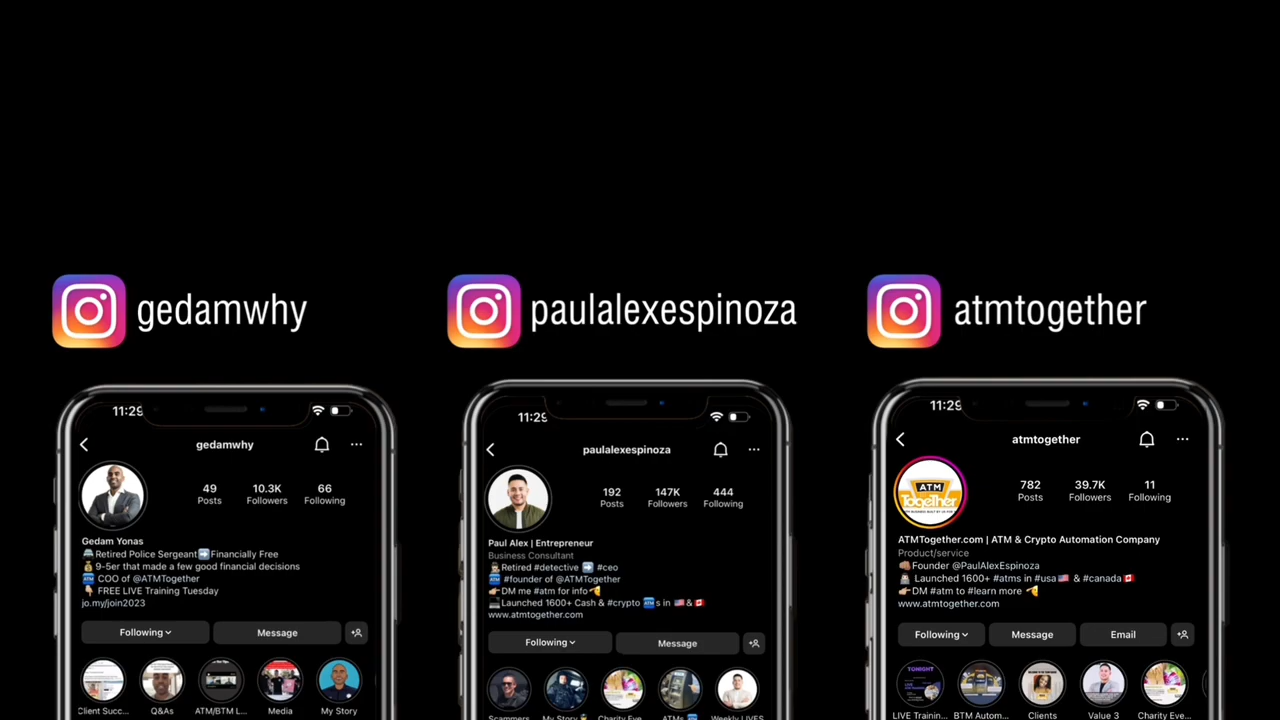 gedamwhy
paulalexespinoza
atmtogether
11:29
gedamwhy
49
10.3K
66
Posts
Followers
Following
Gedam Yonas
Retired Police Sergeant➡️Financially Free
9-5er that made a few good financial decisions
COO of @ATMTogether
FREE LIVE Training Tuesday
jo.my/join2023
Following
Message
Client Succ...
Q&As
ATM/BTM L...
Media
My Story
11:29
paulalexespinoza
192
147K
444
Posts
Followers
Following
Paul Alex | Entrepreneur
Business Consultant
Retired #detective ➡️ #ceo
#founder of @ATMTogether
DM me #atm for info
Launched 1600+ Cash & #crypto 🏧s in 🇺🇸&🇨🇦
www.atmtogether.com
Following
Message
Scammers
My Story
Charity Eve...
ATMs 🏧
Weekly LIVES
11:29
atmtogether
ATM
Together
782
39.7K
11
Posts
Followers
Following
ATMTogether.com | ATM & Crypto Automation Company
Product/service
Founder @PaulAlexEspinoza
Launched 1600+ #atms in #usa🇺🇸 & #canada🇨🇦
DM #atm to #learn more
www.atmtogether.com
Following
Message
Email
TONIGHT
LIVE Trainin...
BTM Autom...
Clients
Value 3
Charity Eve...